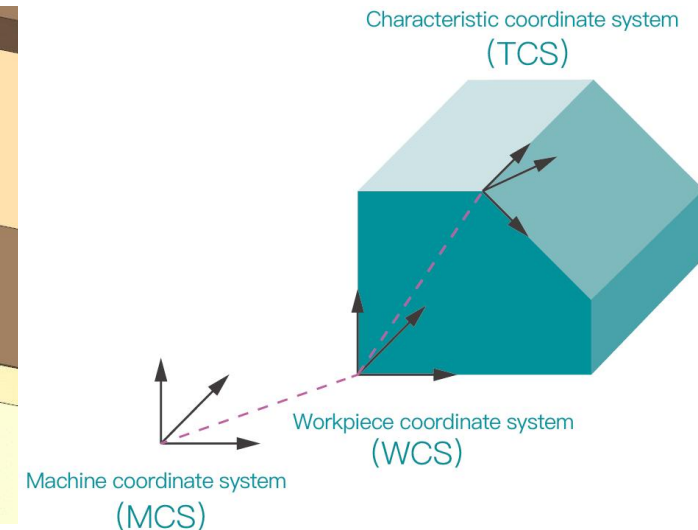 Characteristic coordinate system
(TCS)
Workpiece coordinate system
(WCS)
Machine coordinate system
(MCS)